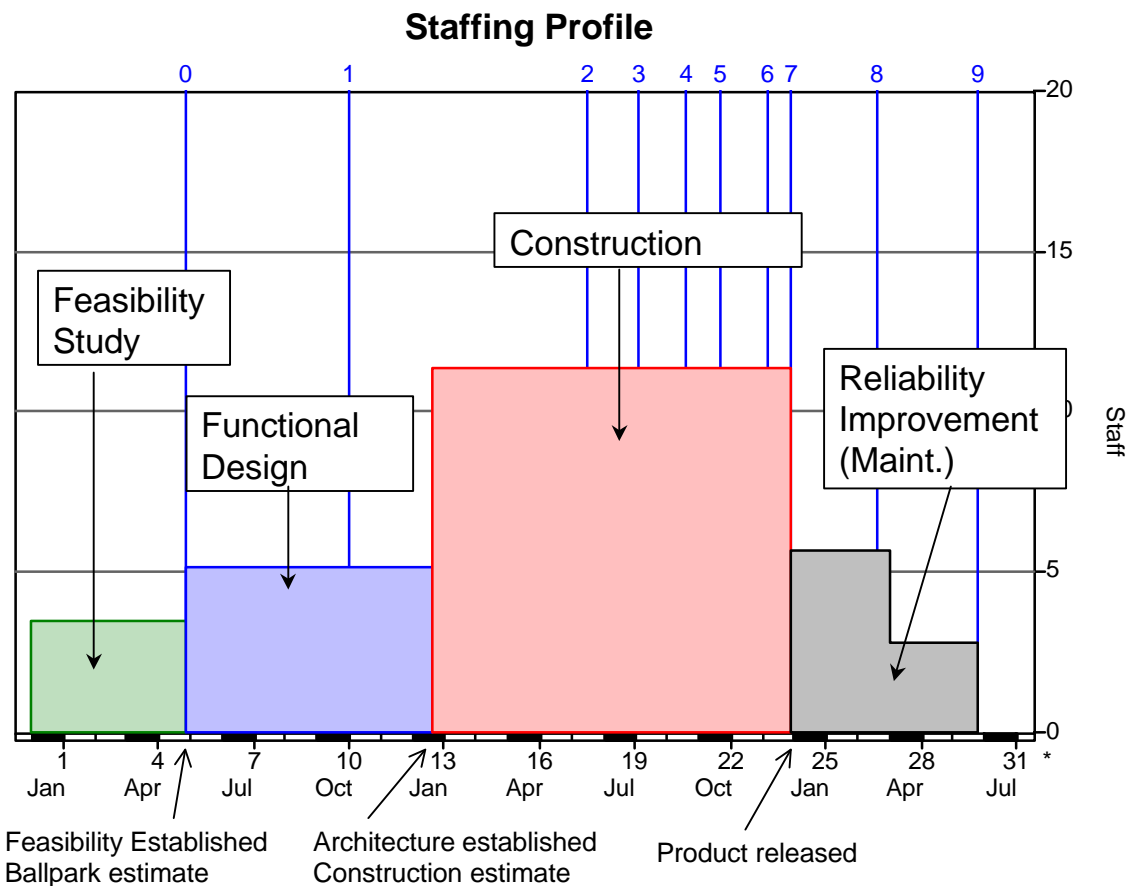 Staffing Profile
0 1 2 3 4 5 6 7 8 9
20
15
Construction
Feasibility
Study
Reliability
Improvement
(Maint.)
0
Staff
Functional
Design
5
0
1 4 7 10 13 16 19 22 25 28 31 *
Jan Apr Jul Oct Jan Apr Jul Oct Jan Apr Jul
Feasibility Established
Ballpark estimate
Architecture established
Construction estimate
Product released